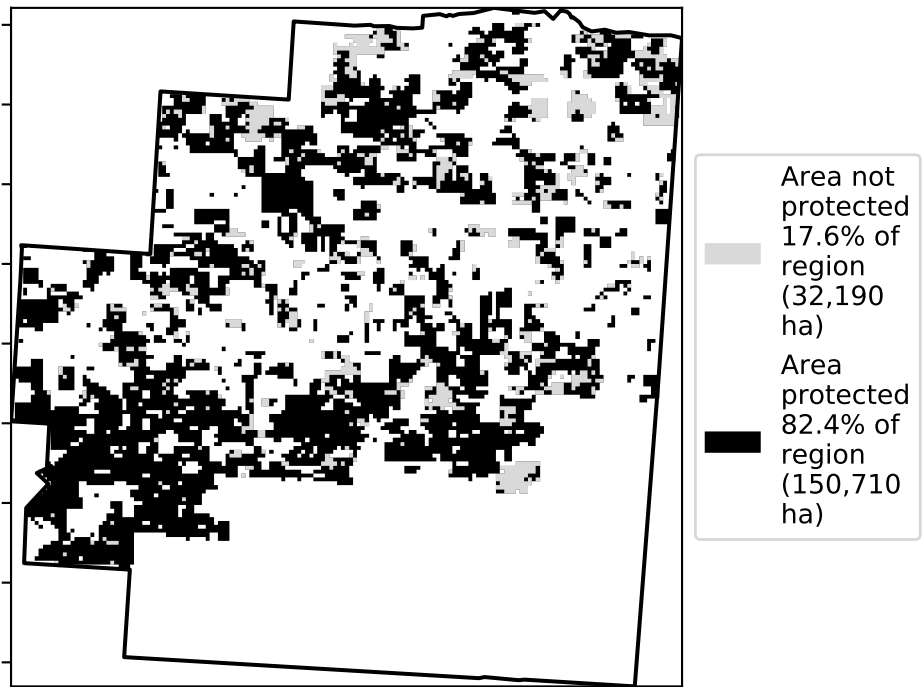 Area not
protected
17.6% of
region
(32,190
ha)
Area
protected
82.4% of
region
(150,710
ha)